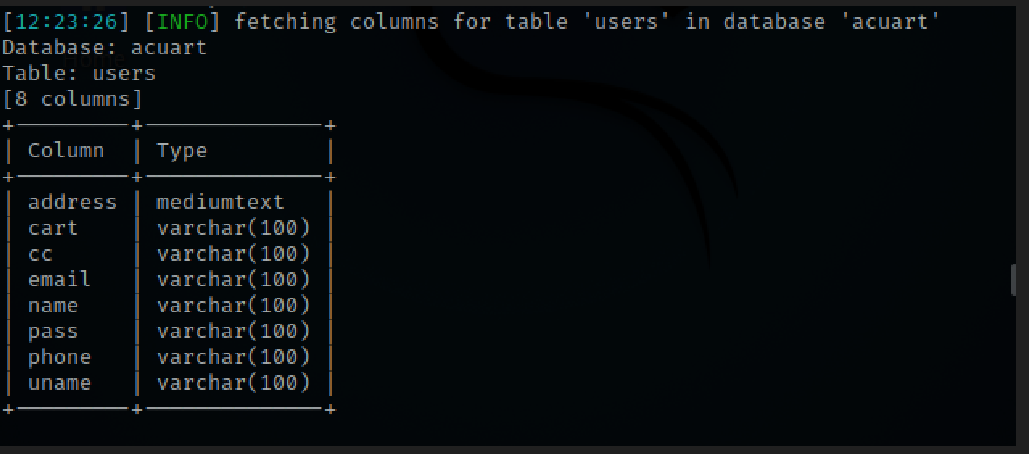 [12:23:26] [INFO] fetching columns for table 'users' in database 'acuart'
Database: acuart
Table: users
[8 columns]
+---------+--------------+
| Column | Type |
+---------+--------------+
| address | mediumtext |
| cart | varchar(100) |
| cc | varchar(100) |
| email | varchar(100) |
| name | varchar(100) |
| pass | varchar(100) |
| phone | varchar(100) |
| uname | varchar(100) |
+---------+--------------+